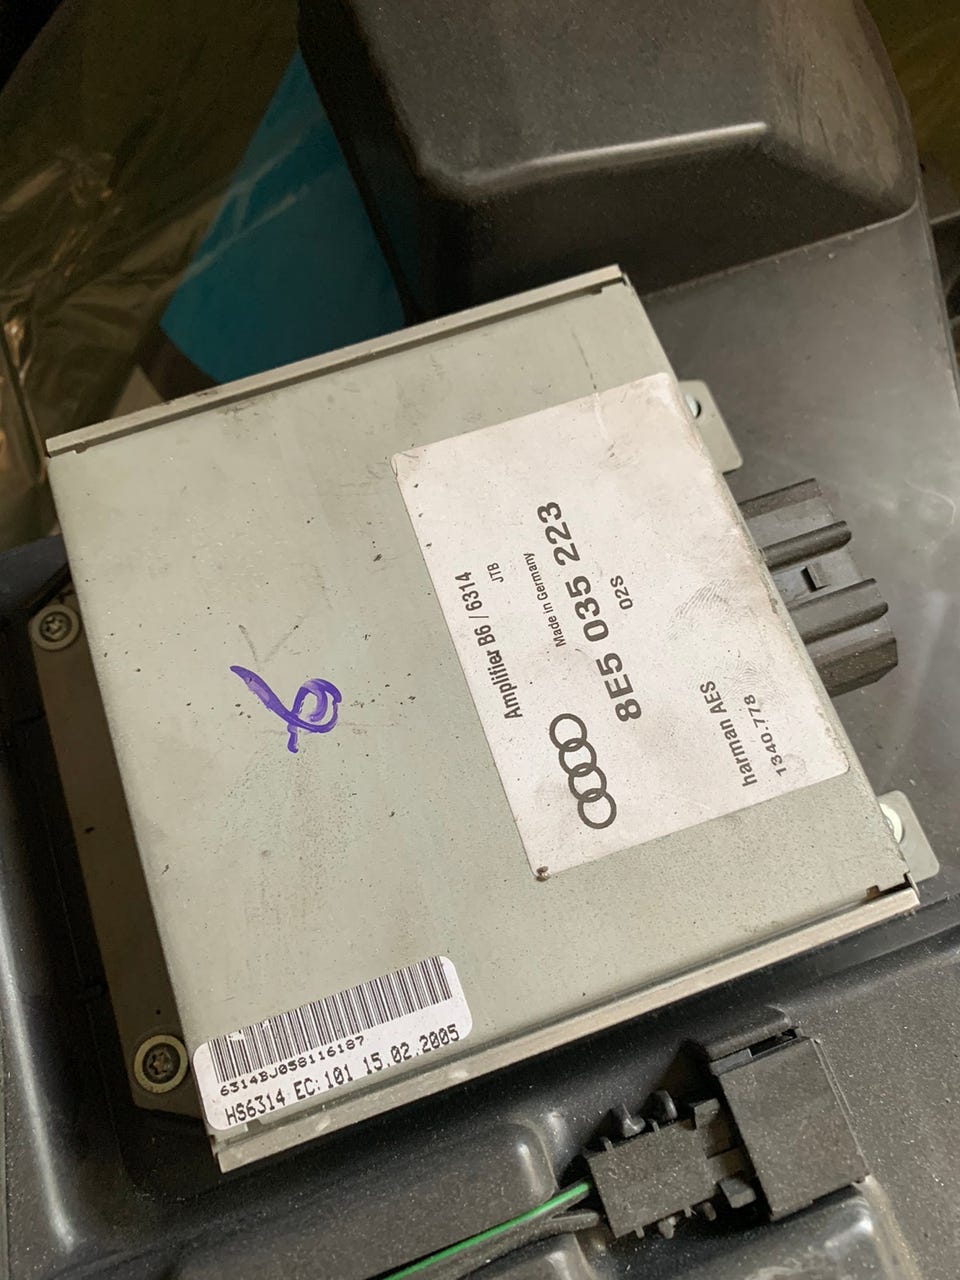 Amplifier B6 / 6314
JTB
Made in Germany
8E5 035 223
02S
harman AES
1340.778
6314BJ058116187
HS6314 EC:101 15.02.2005